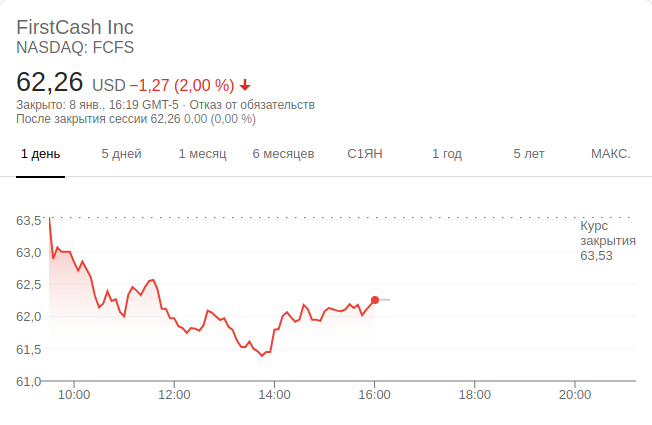 FirstCash Inc
NASDAQ: FCFS
62,26 USD −1,27 (2,00 %)
Закрыто: 8 янв., 16:19 GMT-5 · Отказ от обязательств
После закрытия сессии 62,26 0,00 (0,00 %)
1 день 5 дней 1 месяц 6 месяцев С1ЯН 1 год 5 лет МАКС.
63,5
Курс
закрытия
63,53
63,0
62,5
62,0
61,5
61,0
10:00 12:00 14:00 16:00 18:00 20:00